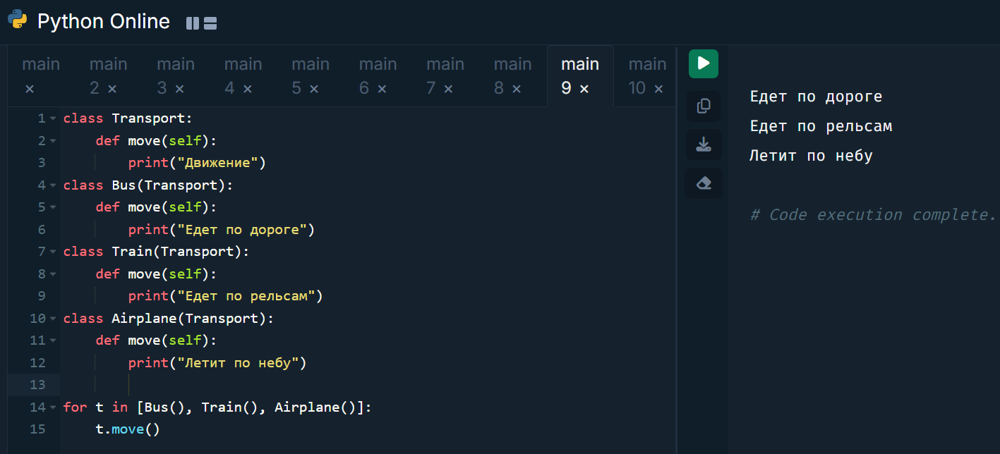 Python Online
main main main main main main main main main main
× 2 × 3 × 4 × 5 × 6 × 7 × 8 × 9 × 10 ×
1 class Transport:
2     def move(self):
3         print("Движение")
4 class Bus(Transport):
5     def move(self):
6         print("Едет по дороге")
7 class Train(Transport):
8     def move(self):
9         print("Едет по рельсам")
10 class Airplane(Transport):
11     def move(self):
12         print("Летит по небу")
13
14 for t in [Bus(), Train(), Airplane()]:
15     t.move()
Едет по дороге
Едет по рельсам
Летит по небу
# Code execution complete.